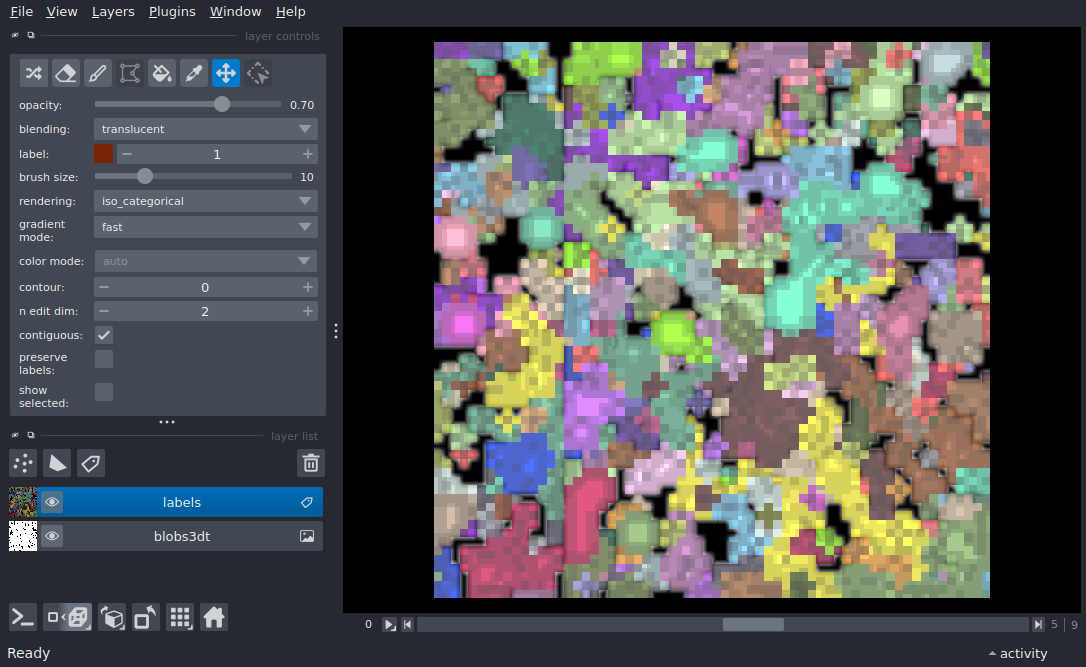 File View Layers Plugins Window Help
layer controls
opacity: 0.70
blending: translucent
label: 1
brush size: 10
rendering: iso_categorical
gradient
mode: fast
color mode: auto
contour: 0
n edit dim: 2
contiguous:
preserve
labels:
show
selected:
layer list
labels
blobs3dt
0 5 | 9
Ready activity